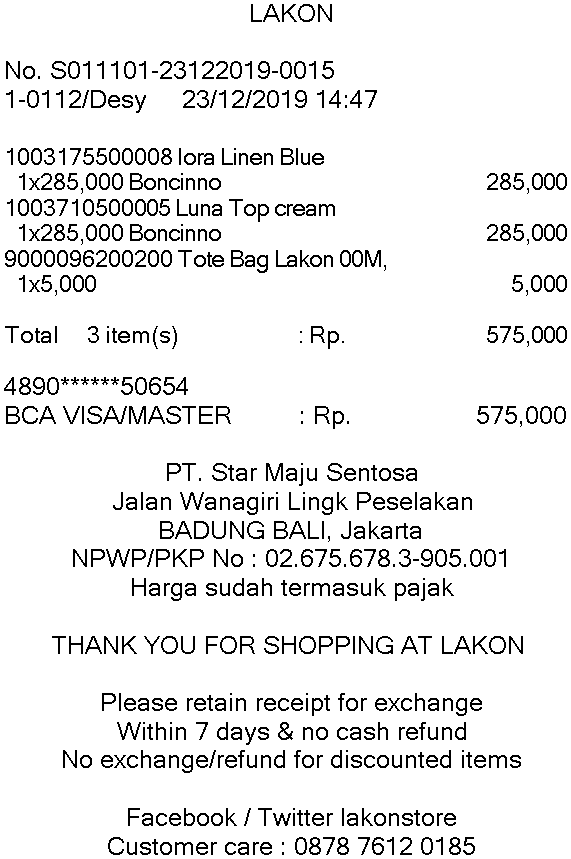 LAKON
No. S011101-23122019-0015
1-0112/Desy 23/12/2019 14:47
1003175500008 Iora Linen Blue
1x285,000 Boncinno 285,000
1003710500005 Luna Top cream
1x285,000 Boncinno 285,000
9000096200200 Tote Bag Lakon 00M,
1x5,000 5,000
Total 3 item(s) : Rp. 575,000
4890******50654
BCA VISA/MASTER : Rp. 575,000
PT. Star Maju Sentosa
Jalan Wanagiri Lingk Peselakan
BADUNG BALI, Jakarta
NPWP/PKP No : 02.675.678.3-905.001
Harga sudah termasuk pajak
THANK YOU FOR SHOPPING AT LAKON
Please retain receipt for exchange
Within 7 days & no cash refund
No exchange/refund for discounted items
Facebook / Twitter lakonstore
Customer care : 0878 7612 0185